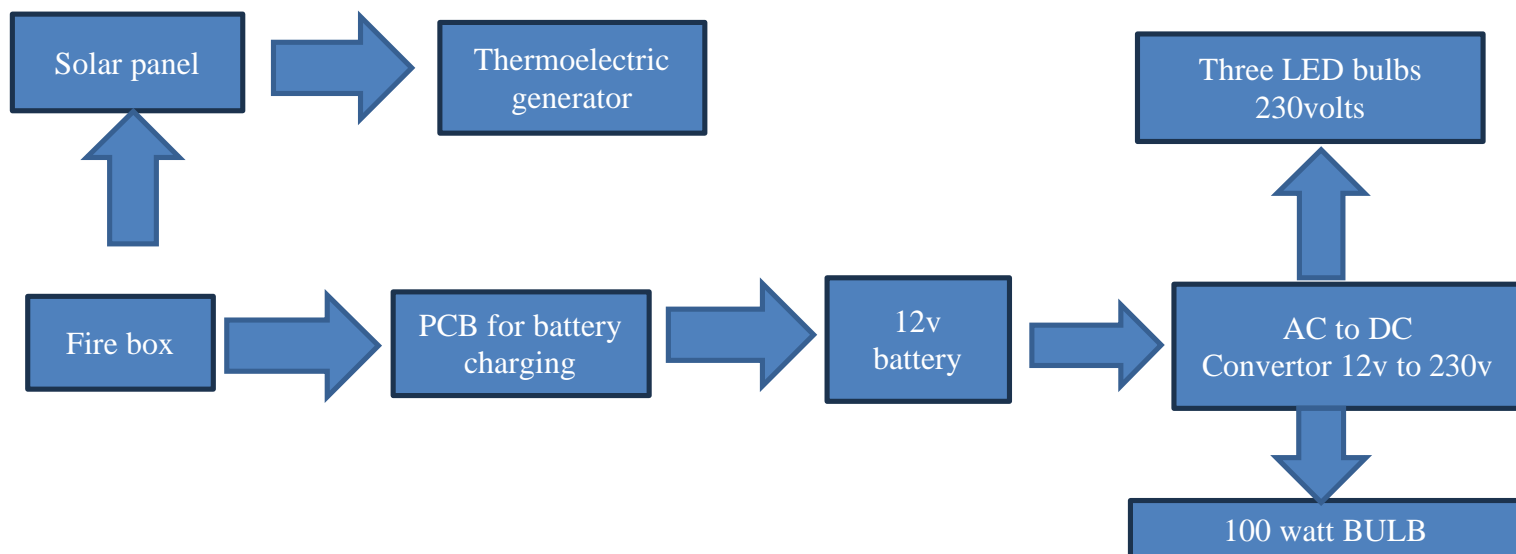 Solar panel
Thermoelectric
generator
Three LED bulbs
230volts
Fire box
PCB for battery
charging
12v
battery
AC to DC
Convertor 12v to 230v
100 watt BULB